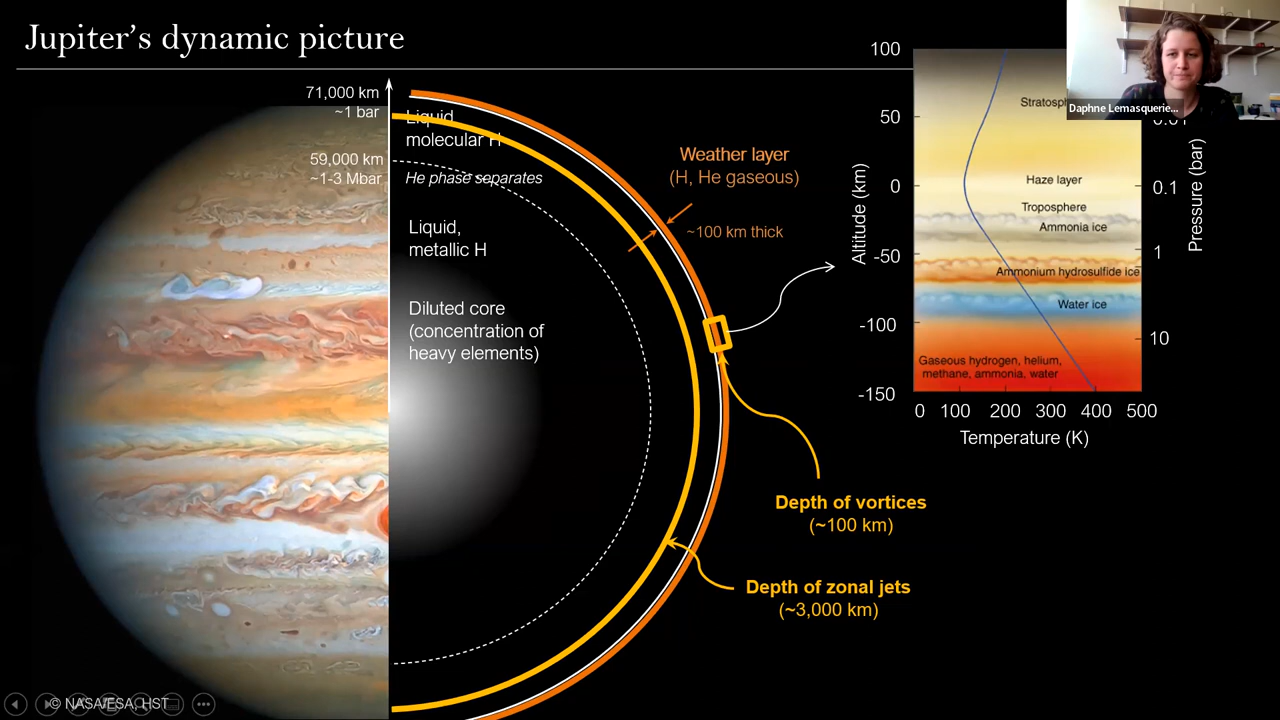 Jupiter's dynamic picture
71,000 km
~1 bar
59,000 km
~1-3 Mbar
Liquid
molecular H
He phase separates
Liquid,
metallic H
Diluted core
(concentration of
heavy elements)
Weather layer
(H, He gaseous)
~100 km thick
Depth of vortices
(~100 km)
Depth of zonal jets
(~3,000 km)
Altitude (km)
100
50
0
-50
-100
-150
Haze layer
Troposphere
Ammonia ice
Ammonium hydrosulfide ice
Water ice
Gaseous hydrogen, helium,
methane, ammonia, water
0 100 200 300 400 500
Temperature (K)
0.01
0.1
1
10
Pressure (bar)
Daphne Lemasquerie...
© NASA/ESA, HST